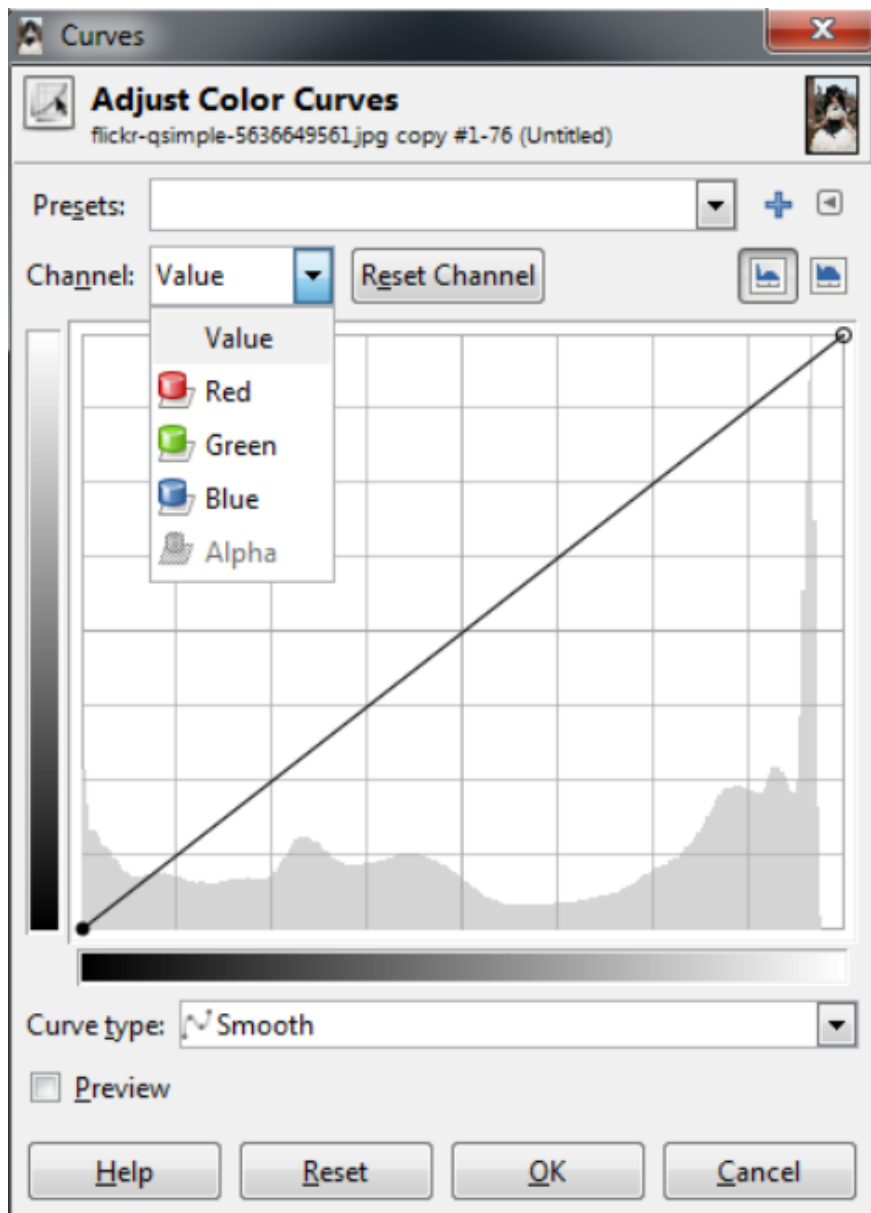 Curves
Adjust Color Curves
flickr-qsimple-5636649561.jpg copy #1-76 (Untitled)
Presets:
Channel: Value Reset Channel
Value
Red
Green
Blue
Alpha
Curve type: Smooth
Preview
Help Reset OK Cancel